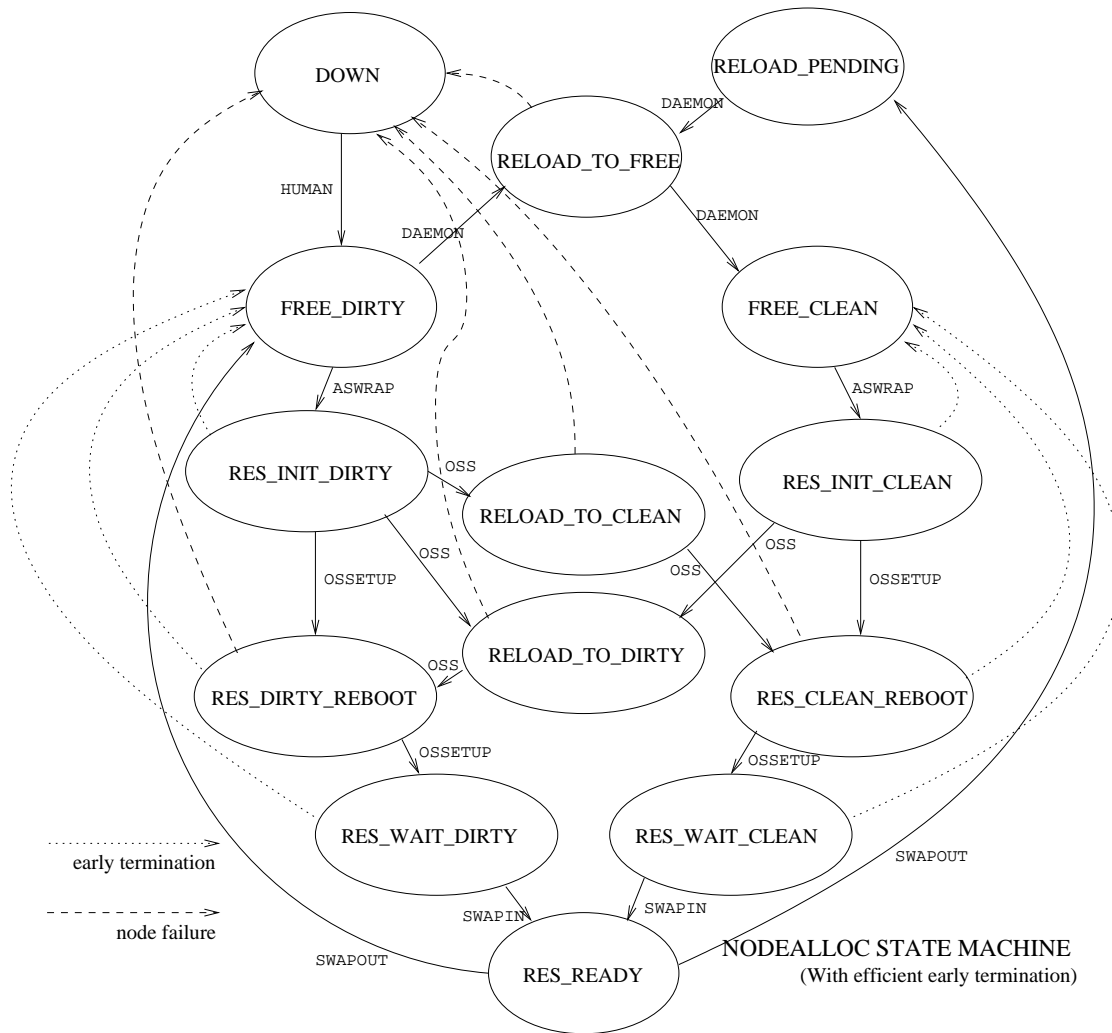 DOWN
RELOAD_PENDING
DAEMON
RELOAD_TO_FREE
HUMAN
DAEMON
DAEMON
FREE_DIRTY
FREE_CLEAN
ASWRAP
ASWRAP
RES_INIT_DIRTY
OSS
RES_INIT_CLEAN
RELOAD_TO_CLEAN
OSS
OSS
OSS
OSSETUP
OSSETUP
RELOAD_TO_DIRTY
OSS
RES_DIRTY_REBOOT
RES_CLEAN_REBOOT
OSSETUP
OSSETUP
RES_WAIT_DIRTY
RES_WAIT_CLEAN
early termination
SWAPOUT
SWAPIN
SWAPIN
node failure
NODEALLOC STATE MACHINE
SWAPOUT
RES_READY
(With efficient early termination)